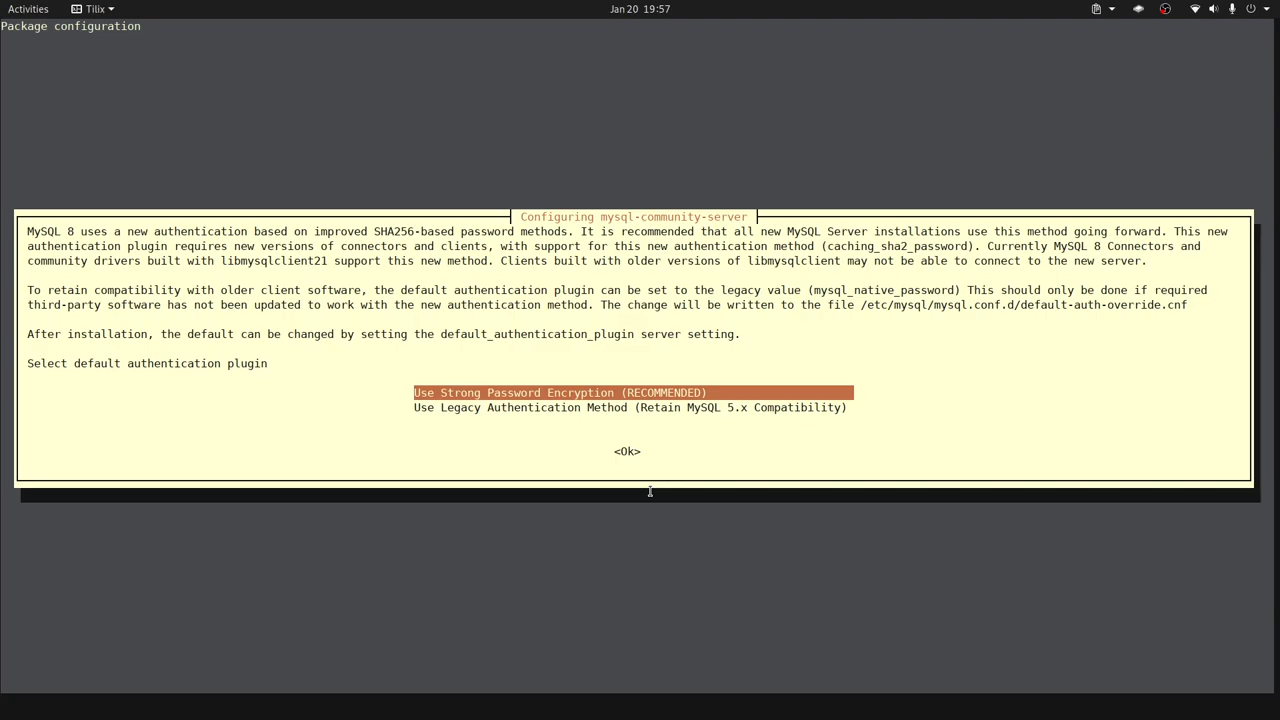 Activities
Tilix
Jan 20 19:57
Package configuration
Configuring mysql-community-server
MySQL 8 uses a new authentication based on improved SHA256-based password methods. It is recommended that all new MySQL Server installations use this method going forward. This new
authentication plugin requires new versions of connectors and clients, with support for this new authentication method (caching_sha2_password). Currently MySQL 8 Connectors and
community drivers built with libmysqlclient21 support this new method. Clients built with older versions of libmysqlclient may not be able to connect to the new server.
To retain compatibility with older client software, the default authentication plugin can be set to the legacy value (mysql_native_password) This should only be done if required
third-party software has not been updated to work with the new authentication method. The change will be written to the file /etc/mysql/mysql.conf.d/default-auth-override.cnf
After installation, the default can be changed by setting the default_authentication_plugin server setting.
Select default authentication plugin
Use Strong Password Encryption (RECOMMENDED)
Use Legacy Authentication Method (Retain MySQL 5.x Compatibility)
<Ok>